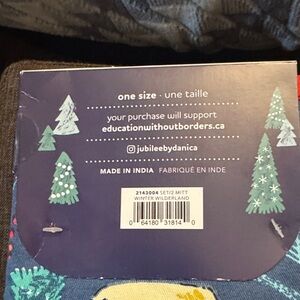 one size · une taille
your purchase will support
educationwithoutborders.ca
jubileebydanica
MADE IN INDIA FABRIQUÉ EN INDE
2143004 SET/2 MITT
WINTER WILDERLAND
0 64180 31814 0